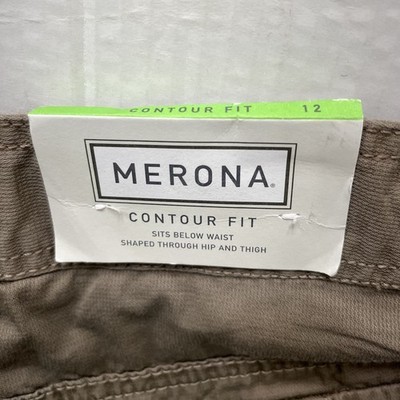 CONTOUR FIT 12
MERONA®
CONTOUR FIT
SITS BELOW WAIST
SHAPED THROUGH HIP AND THIGH